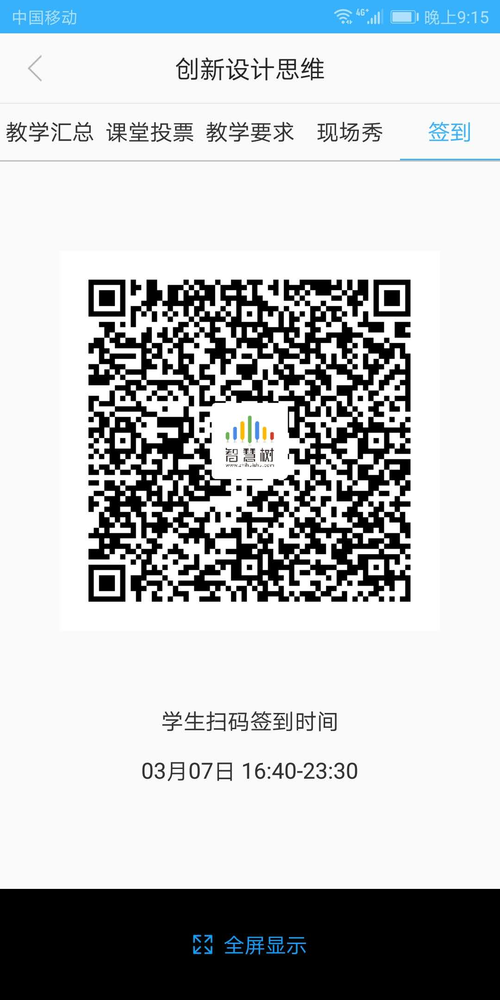 中国移动 4G+ 晚上9:15
创新设计思维
教学汇总 课堂投票 教学要求 现场秀 签到
智慧树
www.zhihuishu.com
学生扫码签到时间
03月07日 16:40-23:30
全屏显示